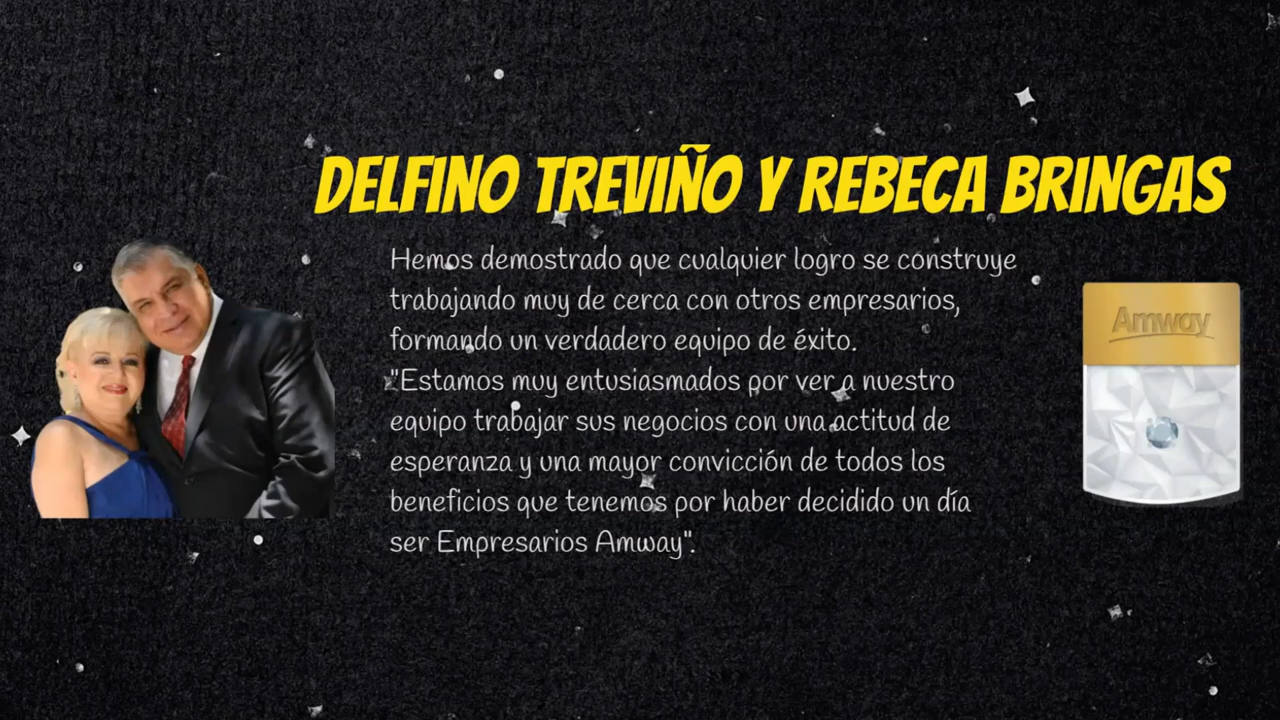 DELFINO TREVIÑO Y REBECA BRINGAS
Hemos demostrado que cualquier logro se construye
trabajando muy de cerca con otros empresarios,
formando un verdadero equipo de éxito.
"Estamos muy entusiasmados por ver a nuestro
equipo trabajar sus negocios con una actitud de
esperanza y una mayor convicción de todos los
beneficios que tenemos por haber decidido un día
ser Empresarios Amway".
Amway